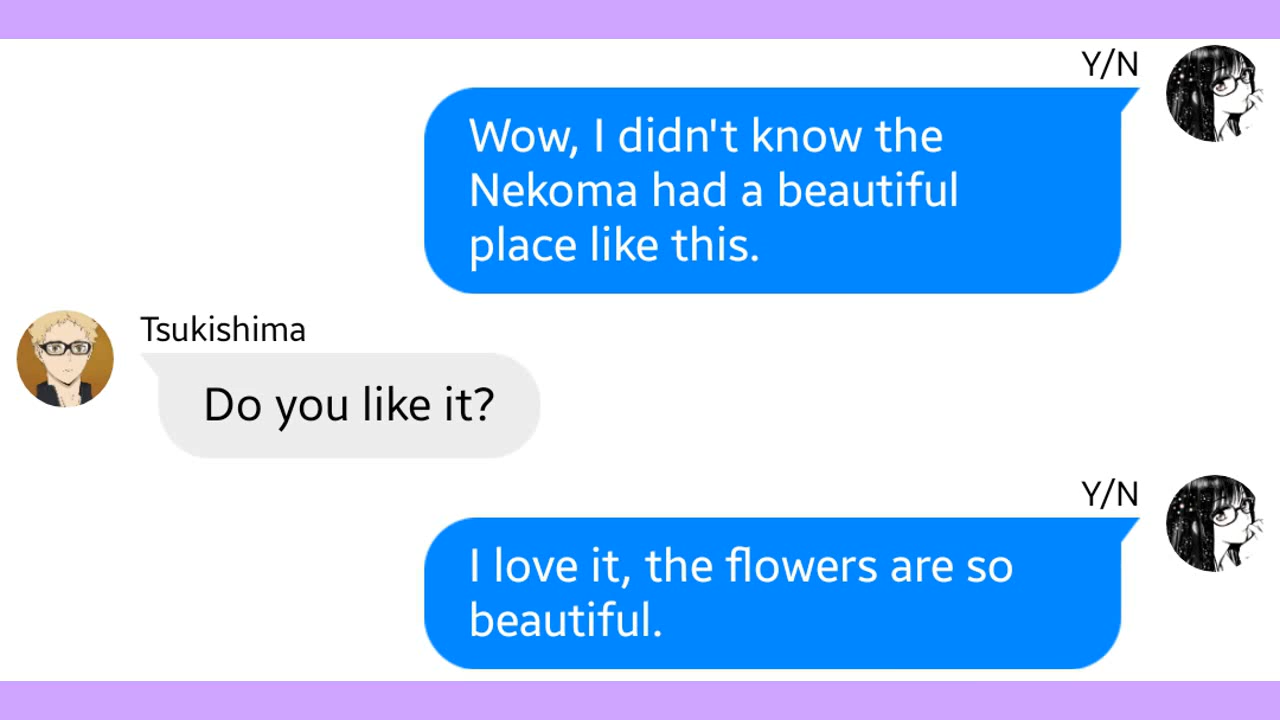 Y/N
Wow, I didn't know the
Nekoma had a beautiful
place like this.
Tsukishima
Do you like it?
Y/N
I love it, the flowers are so
beautiful.